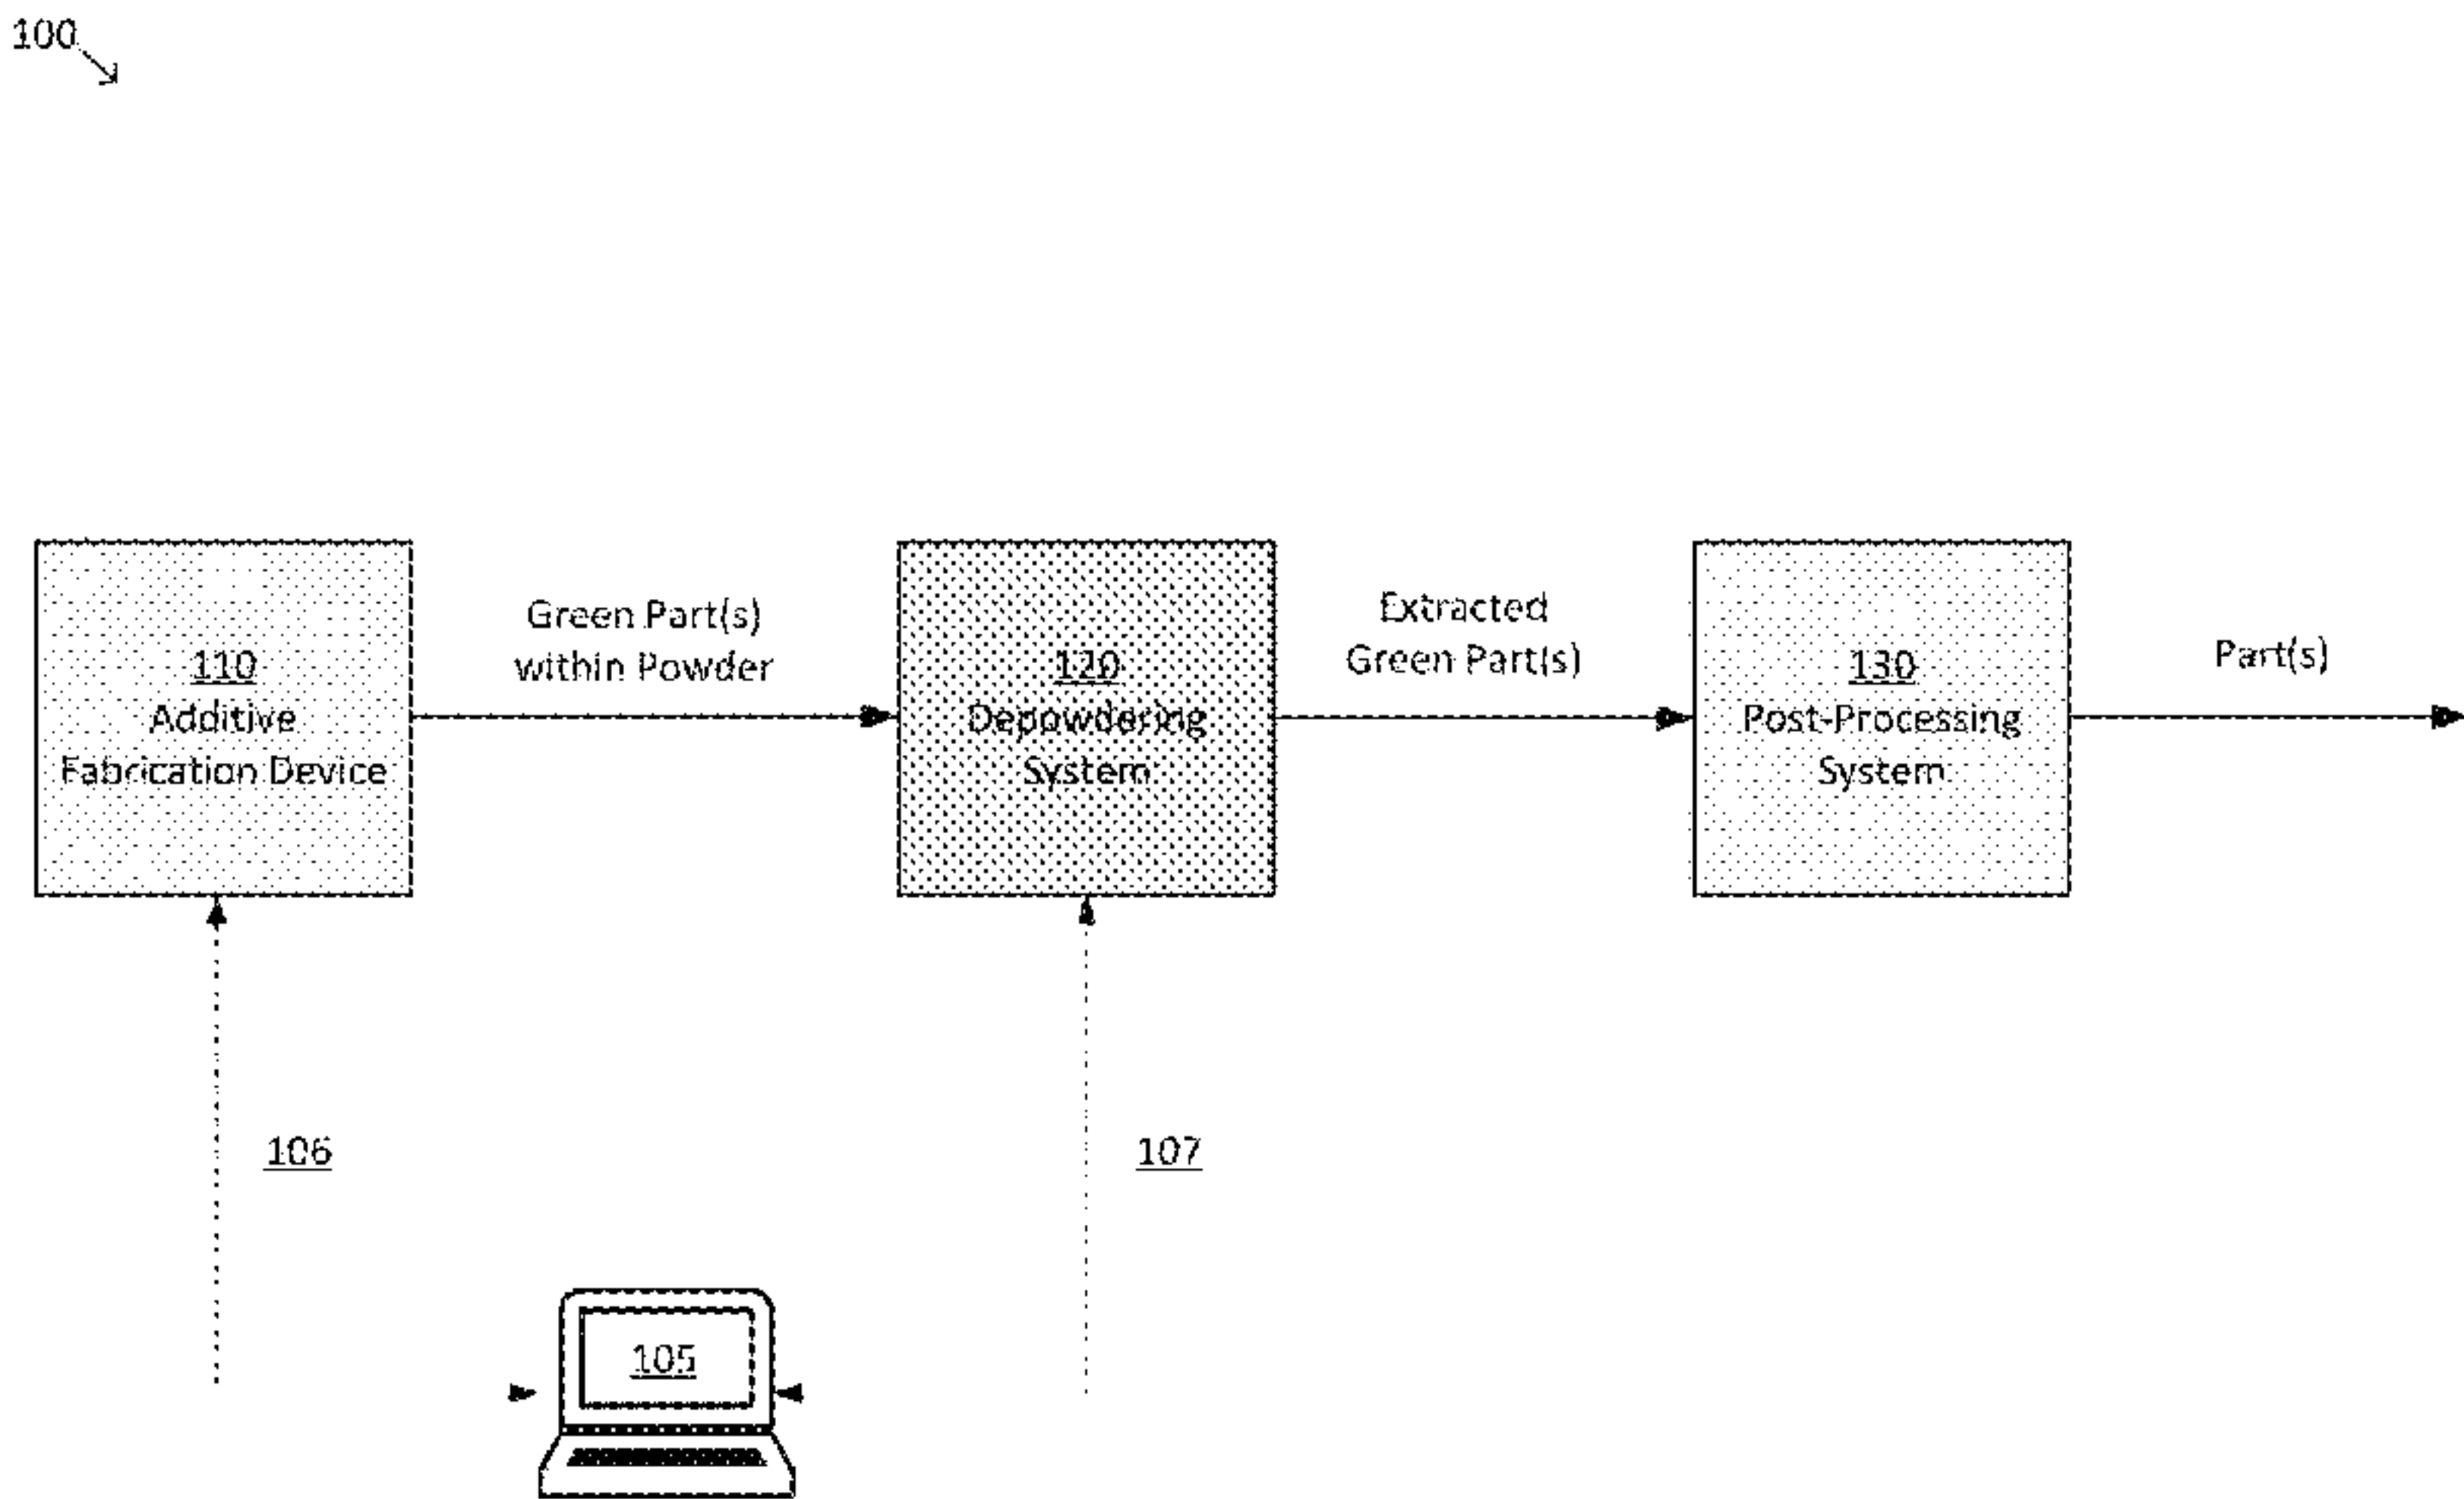 100
110
Additive
Fabrication Device
Green Part(s)
within Powder
120
Depowdering
System
Extracted
Green Part(s)
130
Post-Processing
System
Part(s)
106
107
105